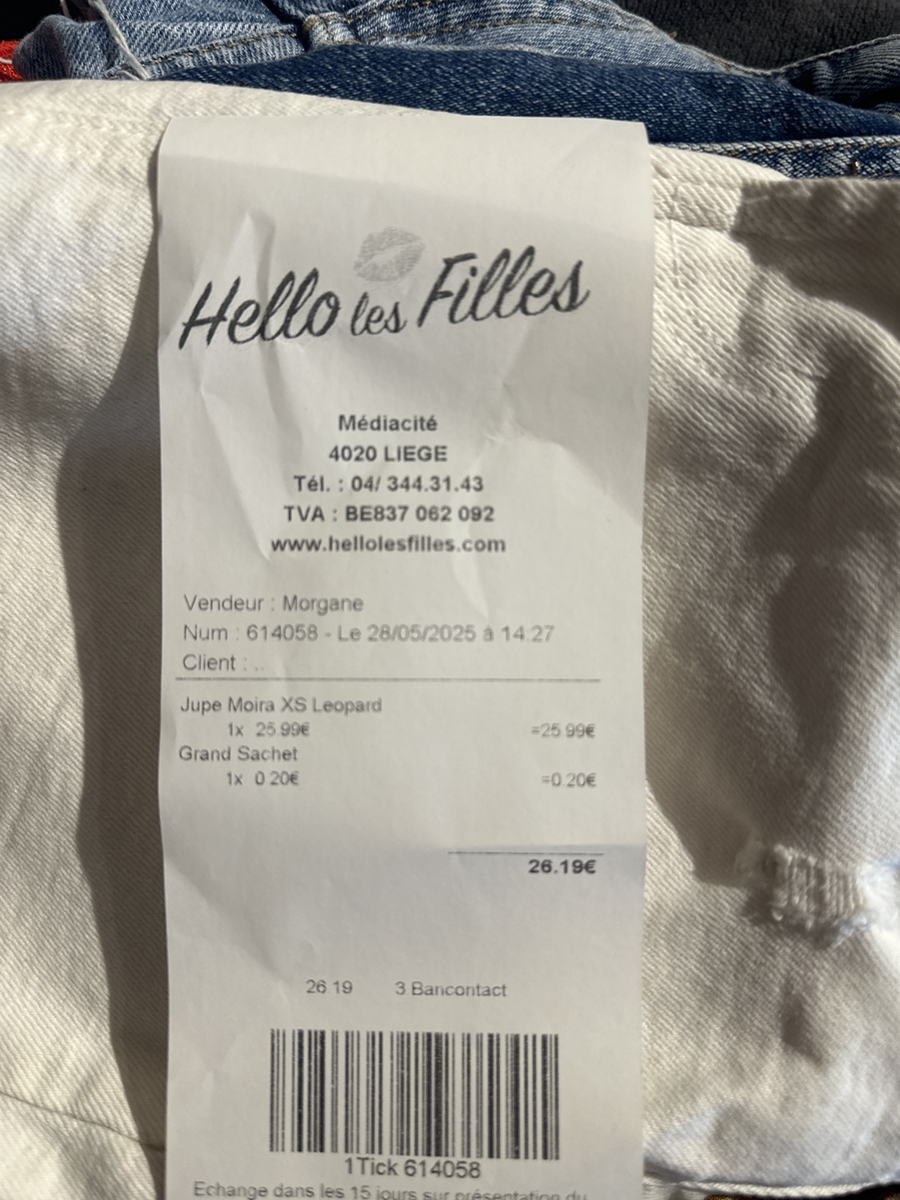 Hello les Filles
Médiacité
4020 LIEGE
Tél. : 04/ 344.31.43
TVA : BE837 062 092
www.hellolesfilles.com
Vendeur : Morgane
Num : 614058 - Le 28/05/2025 à 14:27
Client : ..
Jupe Moira XS Leopard
1x 25.99€ =25.99€
Grand Sachet
1x 0.20€ =0.20€
26.19€
26.19 3 Bancontact
1Tick 614058
Echange dans les 15 jours sur présentation du